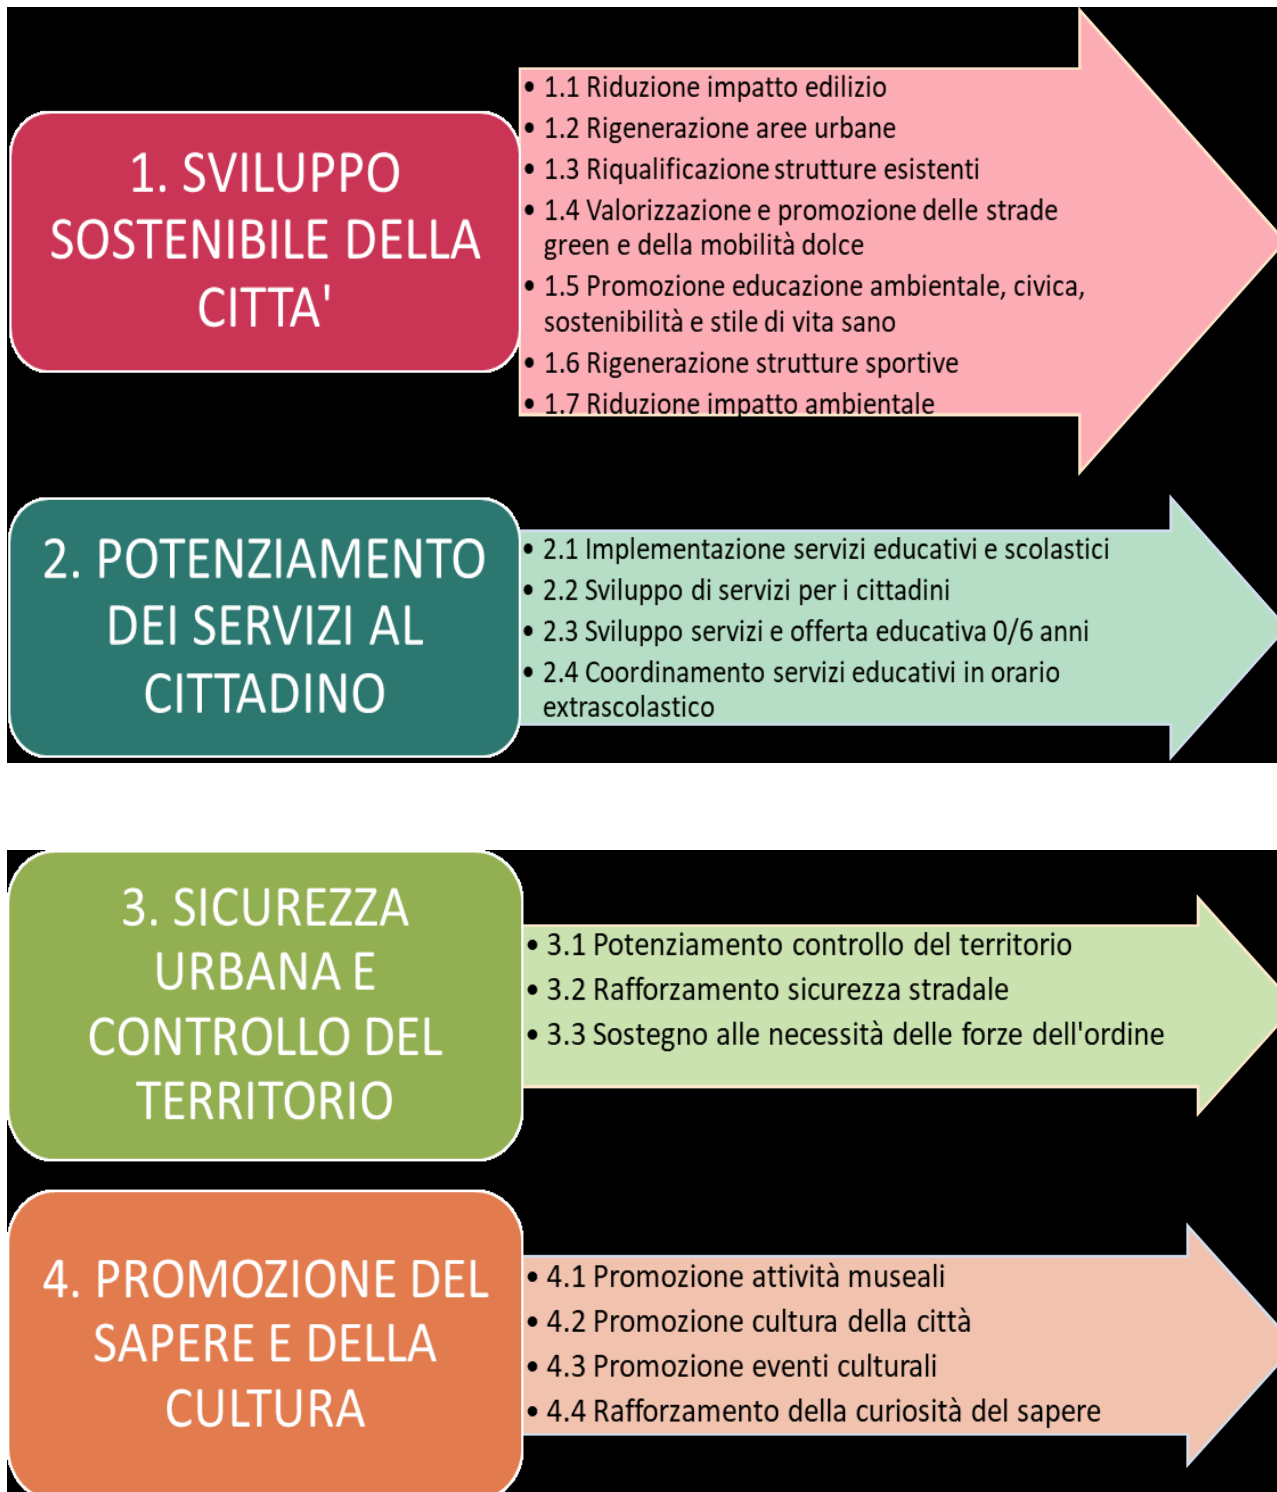 1. SVILUPPO
SOSTENIBILE DELLA
CITTA'
• 1.1 Riduzione impatto edilizio
• 1.2 Rigenerazione aree urbane
• 1.3 Riqualificazione strutture esistenti
• 1.4 Valorizzazione e promozione delle strade
green e della mobilità dolce
• 1.5 Promozione educazione ambientale, civica,
sostenibilità e stile di vita sano
• 1.6 Rigenerazione strutture sportive
• 1.7 Riduzione impatto ambientale
2. POTENZIAMENTO
DEI SERVIZI AL
CITTADINO
• 2.1 Implementazione servizi educativi e scolastici
• 2.2 Sviluppo di servizi per i cittadini
• 2.3 Sviluppo servizi e offerta educativa 0/6 anni
• 2.4 Coordinamento servizi educativi in orario
extrascolastico
3. SICUREZZA
URBANA E
CONTROLLO DEL
TERRITORIO
• 3.1 Potenziamento controllo del territorio
• 3.2 Rafforzamento sicurezza stradale
• 3.3 Sostegno alle necessità delle forze dell'ordine
4. PROMOZIONE DEL
SAPERE E DELLA
CULTURA
• 4.1 Promozione attività museali
• 4.2 Promozione cultura della città
• 4.3 Promozione eventi culturali
• 4.4 Rafforzamento della curiosità del sapere